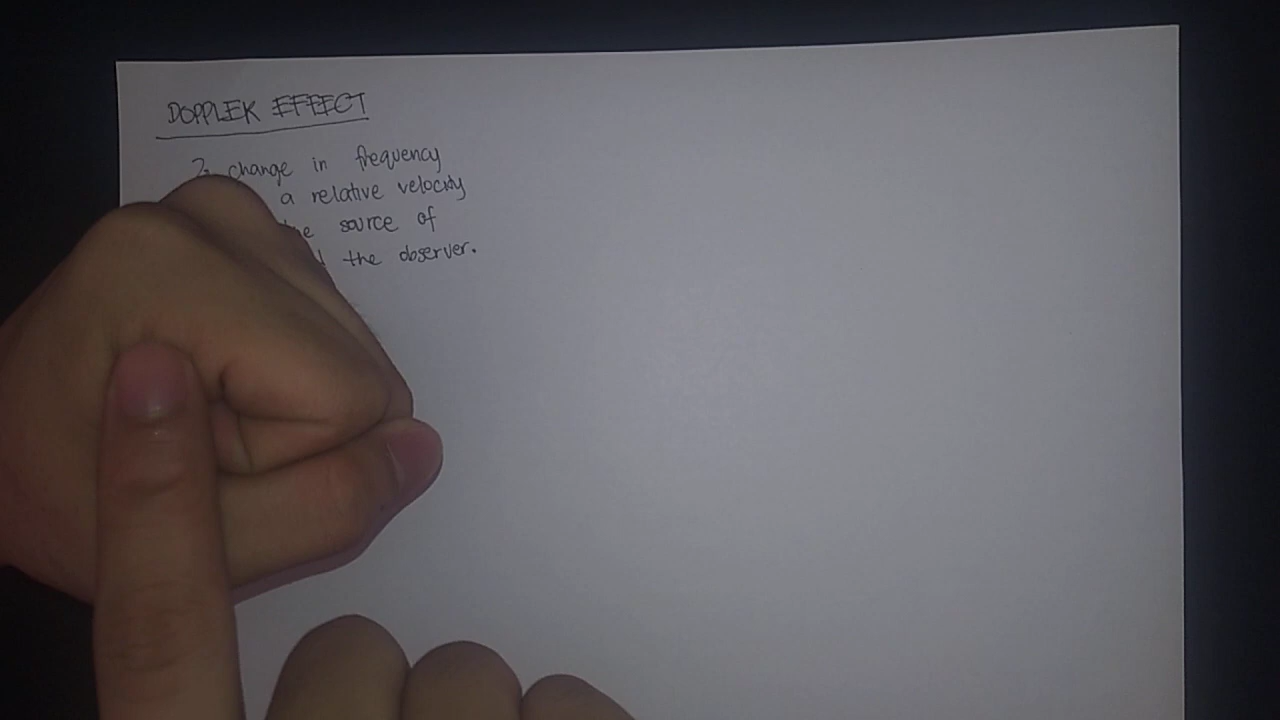 DOPPLER EFFECT
change in frequency
a relative velocity
source of
the observer.